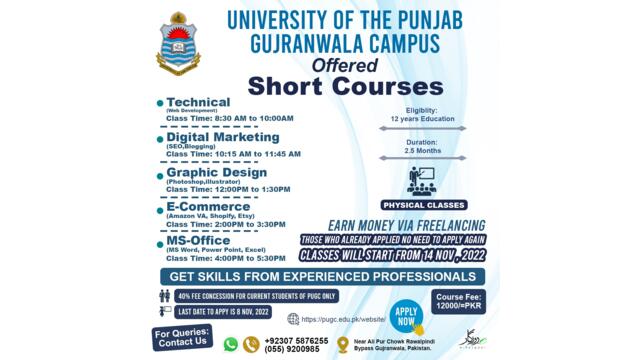 UNIVERSITY OF THE PUNJAB
GUJRANWALA CAMPUS
Offered
Short Courses
Technical
(Web Development)
Class Time: 8:30 AM to 10:00AM
Digital Marketing
(SEO,Blogging)
Class Time: 10:15 AM to 11:45 AM
Graphic Design
(Photoshop,illustrator)
Class Time: 12:00PM to 1:30PM
E-Commerce
(Amazon VA, Shopify, Etsy)
Class Time: 2:00PM to 3:30PM
MS-Office
(MS Word, Power Point, Excel)
Class Time: 4:00PM to 5:30PM
Eligiblity:
12 years Education
Duration:
2.5 Months
PHYSICAL CLASSES
EARN MONEY VIA FREELANCING
THOSE WHO ALREADY APPLIED NO NEED TO APPLY AGAIN
CLASSES WILL START FROM 14 NOV , 2022
GET SKILLS FROM EXPERIENCED PROFESSIONALS
40% FEE CONCESSION FOR CURRENT STUDENTS OF PUGC ONLY
LAST DATE TO APPY IS 8 NOV, 2022
https://pugc.edu.pk/website/
APPLY
NOW
Course Fee:
12000/=PKR
For Queries:
Contact Us
+92307 5876255
(055) 9200985
Near Ali Pur Chowk Rawalpindi
Bypass Gujranwala, Pakistan.